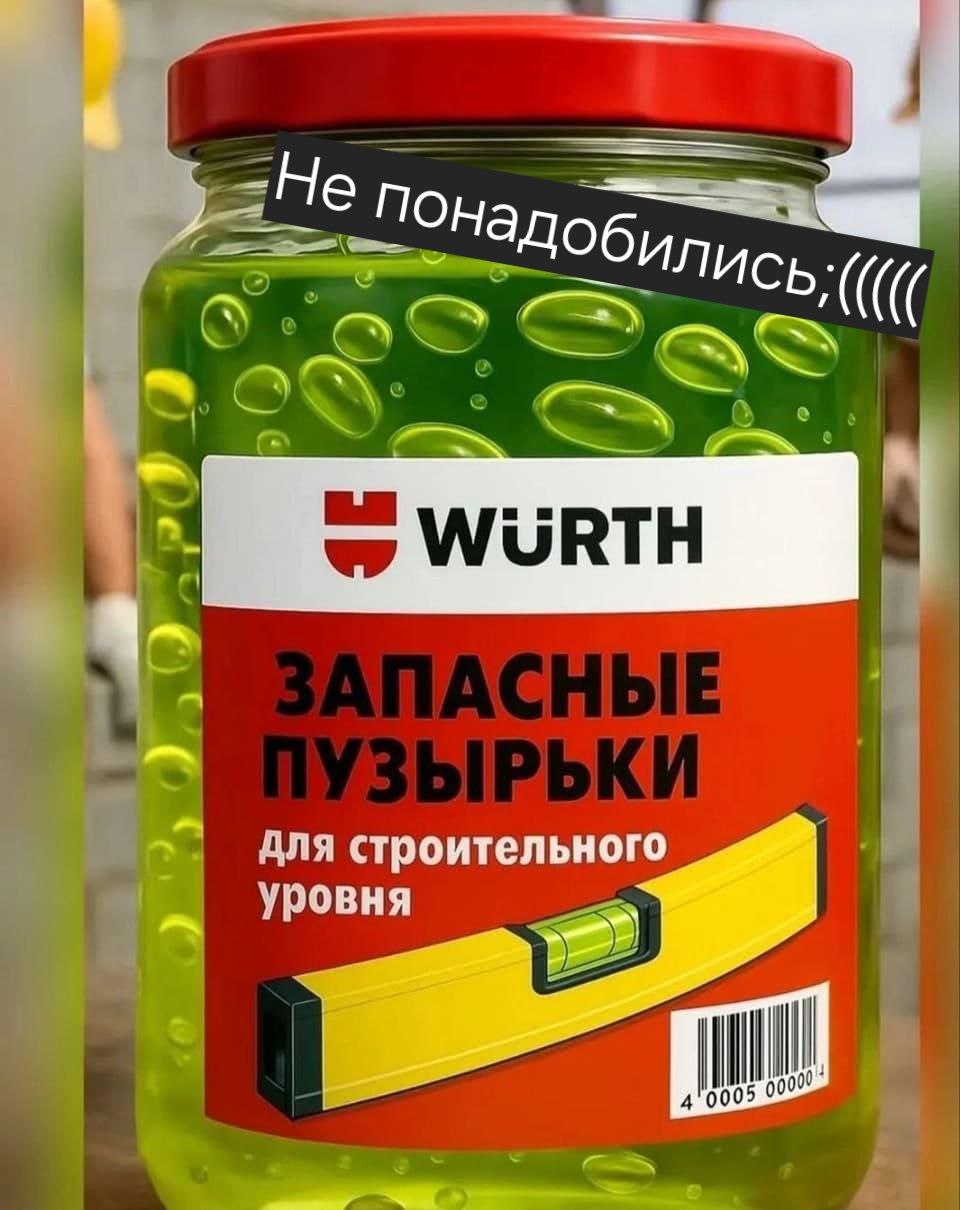 Не понадобились;(((((
WÜRTH
ЗАПАСНЫЕ
ПУЗЫРЬКИ
для строительного
уровня
4 0005 00000 4